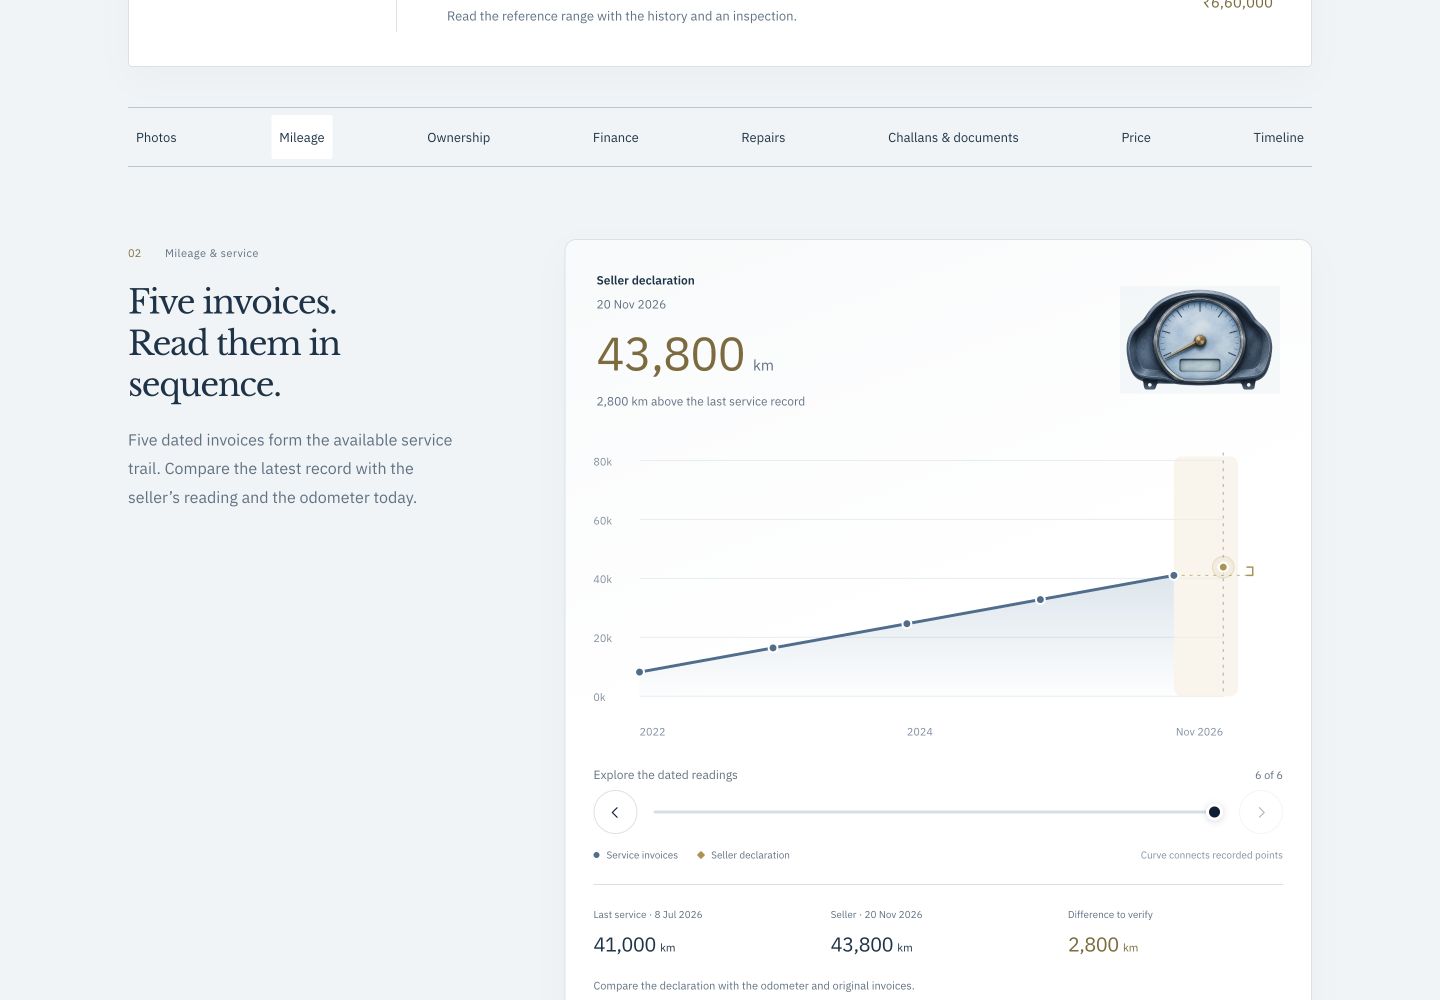 Read the reference range with the history and an inspection.
₹6,60,000
Photos
Mileage
Ownership
Finance
Repairs
Challans & documents
Price
Timeline
02 Mileage & service
Five invoices.
Read them in
sequence.
Five dated invoices form the available service
trail. Compare the latest record with the
seller’s reading and the odometer today.
Seller declaration
20 Nov 2026
43,800 km
2,800 km above the last service record
80k
60k
40k
20k
0k
2022
2024
Nov 2026
Explore the dated readings
6 of 6
Service invoices
Seller declaration
Curve connects recorded points
Last service · 8 Jul 2026
41,000 km
Seller · 20 Nov 2026
43,800 km
Difference to verify
2,800 km
Compare the declaration with the odometer and original invoices.